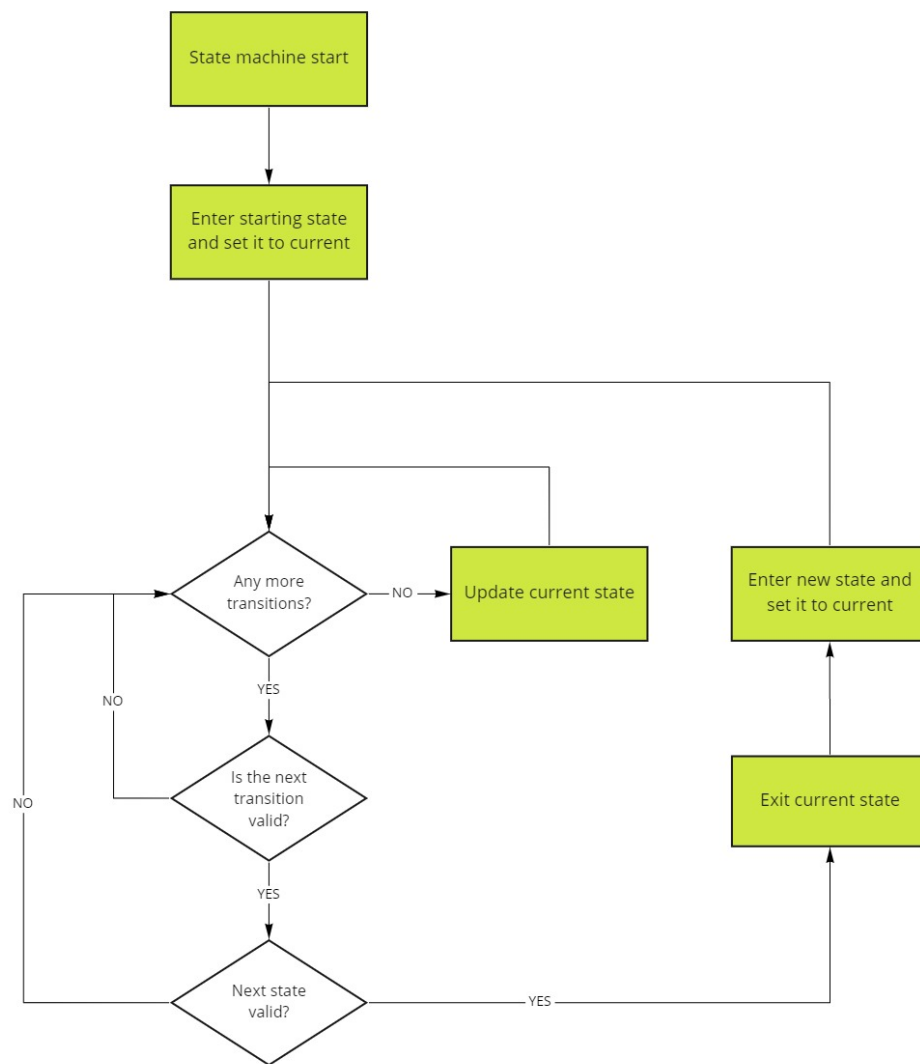 State machine start
Enter starting state
and set it to current
Any more
transitions?
NO
Update current state
Enter new state and
set it to current
YES
NO
Is the next
transition
valid?
NO
Exit current state
YES
Next state
valid?
YES